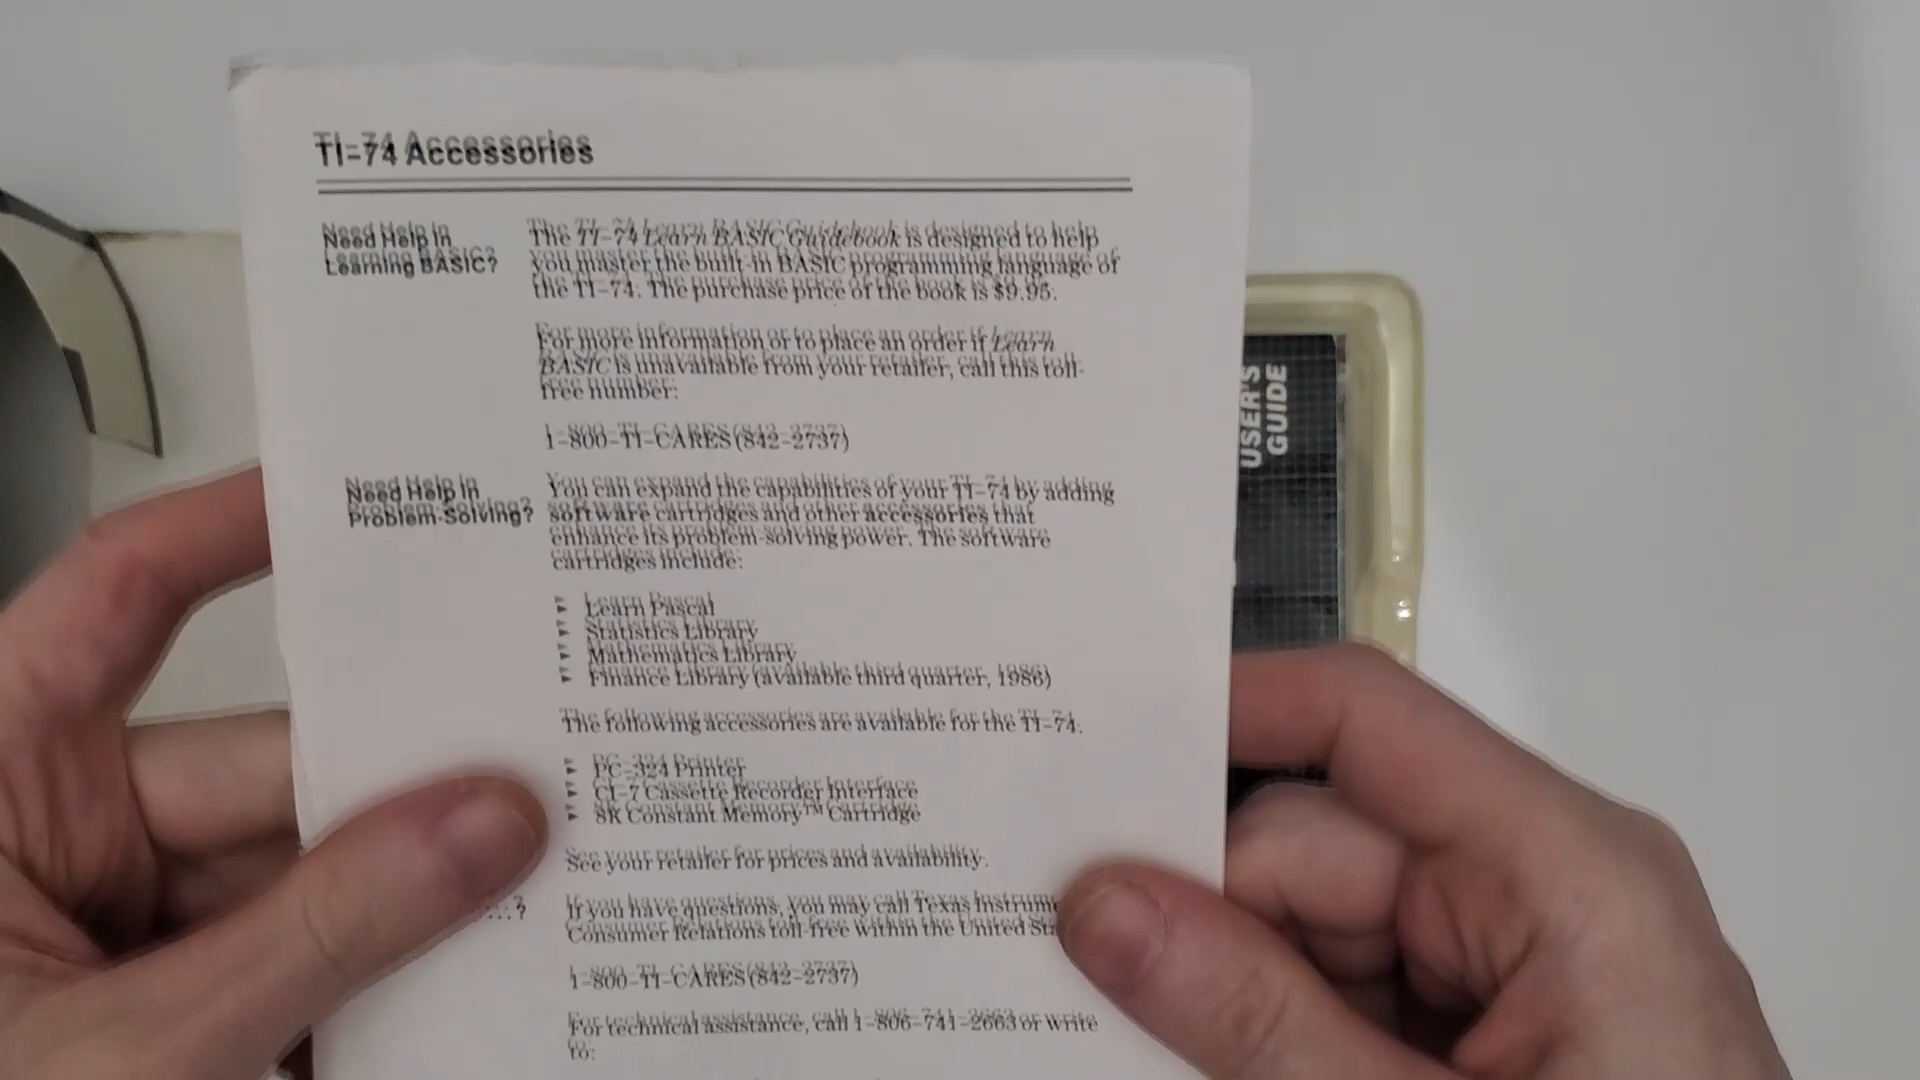 TI-74 Accessories
Need Help In
Learning BASIC?
The TI-74 Learn BASIC Guidebook is designed to help
you master the built-in BASIC programming language of
the TI-74. The purchase price of the book is $9.95.
For more information or to place an order if Learn
BASIC is unavailable from your retailer, call this toll-
free number:
1-800-TI-CARES (842-2737)
Need Help In
Problem-Solving?
You can expand the capabilities of your TI-74 by adding
software cartridges and other accessories that
enhance its problem-solving power. The software
cartridges include:
▸ Learn Pascal
▸ Statistics Library
▸ Mathematics Library
▸ Finance Library (available third quarter, 1986)
The following accessories are available for the TI-74.
▸ PC-324 Printer
▸ CI-7 Cassette Recorder Interface
▸ 8K Constant Memory™ Cartridge
See your retailer for prices and availability.
If you have questions, you may call Texas
Consumer Relations toll-free within the United
1-800-TI-CARES (842-2737)
For technical assistance, call 1-806-741-2663 or write
to:
USER'S
GUIDE